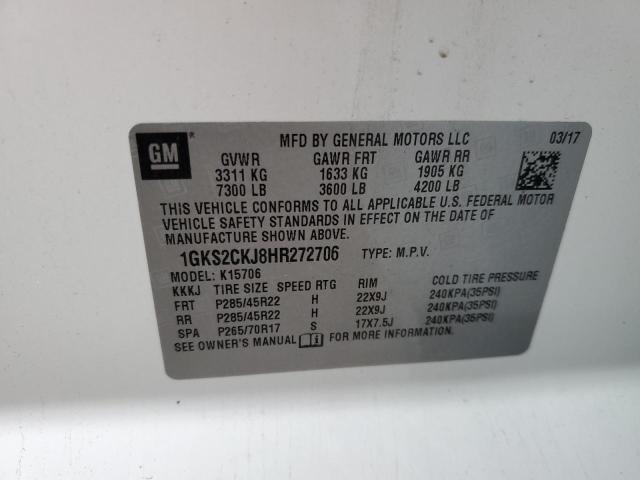 GM ®
MFD BY GENERAL MOTORS LLC 03/17
GVWR GAWR FRT GAWR RR
3311 KG 1633 KG 1905 KG
7300 LB 3600 LB 4200 LB
THIS VEHICLE CONFORMS TO ALL APPLICABLE U.S. FEDERAL MOTOR
VEHICLE SAFETY STANDARDS IN EFFECT ON THE DATE OF
MANUFACTURE SHOWN ABOVE.
1GKS2CKJ8HR272706 TYPE: M.P.V.
MODEL: K15706
KKKJ TIRE SIZE SPEED RTG RIM COLD TIRE PRESSURE
FRT P285/45R22 H 22X9J 240KPA(35PSI)
RR P285/45R22 H 22X9J 240KPA(35PSI)
SPA P265/70R17 S 17X7.5J 240KPA(35PSI)
SEE OWNER'S MANUAL FOR MORE INFORMATION.